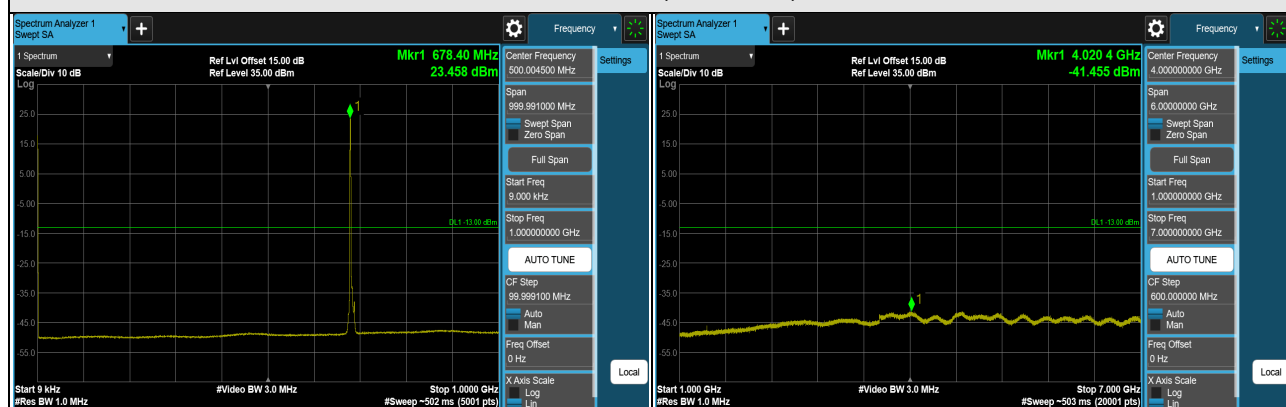 Spectrum Analyzer 1
Swept SA
+
Frequency
1 Spectrum
Scale/Div 10 dB
Log
Ref Lvl Offset 15.00 dB
Ref Level 35.00 dBm
Mkr1 678.40 MHz
23.458 dBm
1
25.0
15.0
5.00
-5.00
-15.0
-25.0
-35.0
-45.0
-55.0
DL1 -13.00 dBm
Start 9 kHz
#Res BW 1.0 MHz
#Video BW 3.0 MHz
Stop 1.0000 GHz
#Sweep ~502 ms (5001 pts)
Center Frequency
500.004500 MHz
Settings
Span
999.991000 MHz
Swept Span
Zero Span
Full Span
Start Freq
9.000 kHz
Stop Freq
1.000000000 GHz
AUTO TUNE
CF Step
99.999100 MHz
Auto
Man
Freq Offset
0 Hz
Local
X Axis Scale
Log
Lin
Spectrum Analyzer 1
Swept SA
+
Frequency
1 Spectrum
Scale/Div 10 dB
Log
Ref Lvl Offset 15.00 dB
Ref Level 35.00 dBm
Mkr1 4.020 4 GHz
-41.455 dBm
25.0
15.0
5.00
-5.00
-15.0
-25.0
-35.0
-45.0
-55.0
DL1 -13.00 dBm
1
Start 1.000 GHz
#Res BW 1.0 MHz
#Video BW 3.0 MHz
Stop 7.000 GHz
#Sweep ~503 ms (20001 pts)
Center Frequency
4.000000000 GHz
Settings
Span
6.00000000 GHz
Swept Span
Zero Span
Full Span
Start Freq
1.000000000 GHz
Stop Freq
7.000000000 GHz
AUTO TUNE
CF Step
600.000000 MHz
Auto
Man
Freq Offset
0 Hz
Local
X Axis Scale
Log
Lin